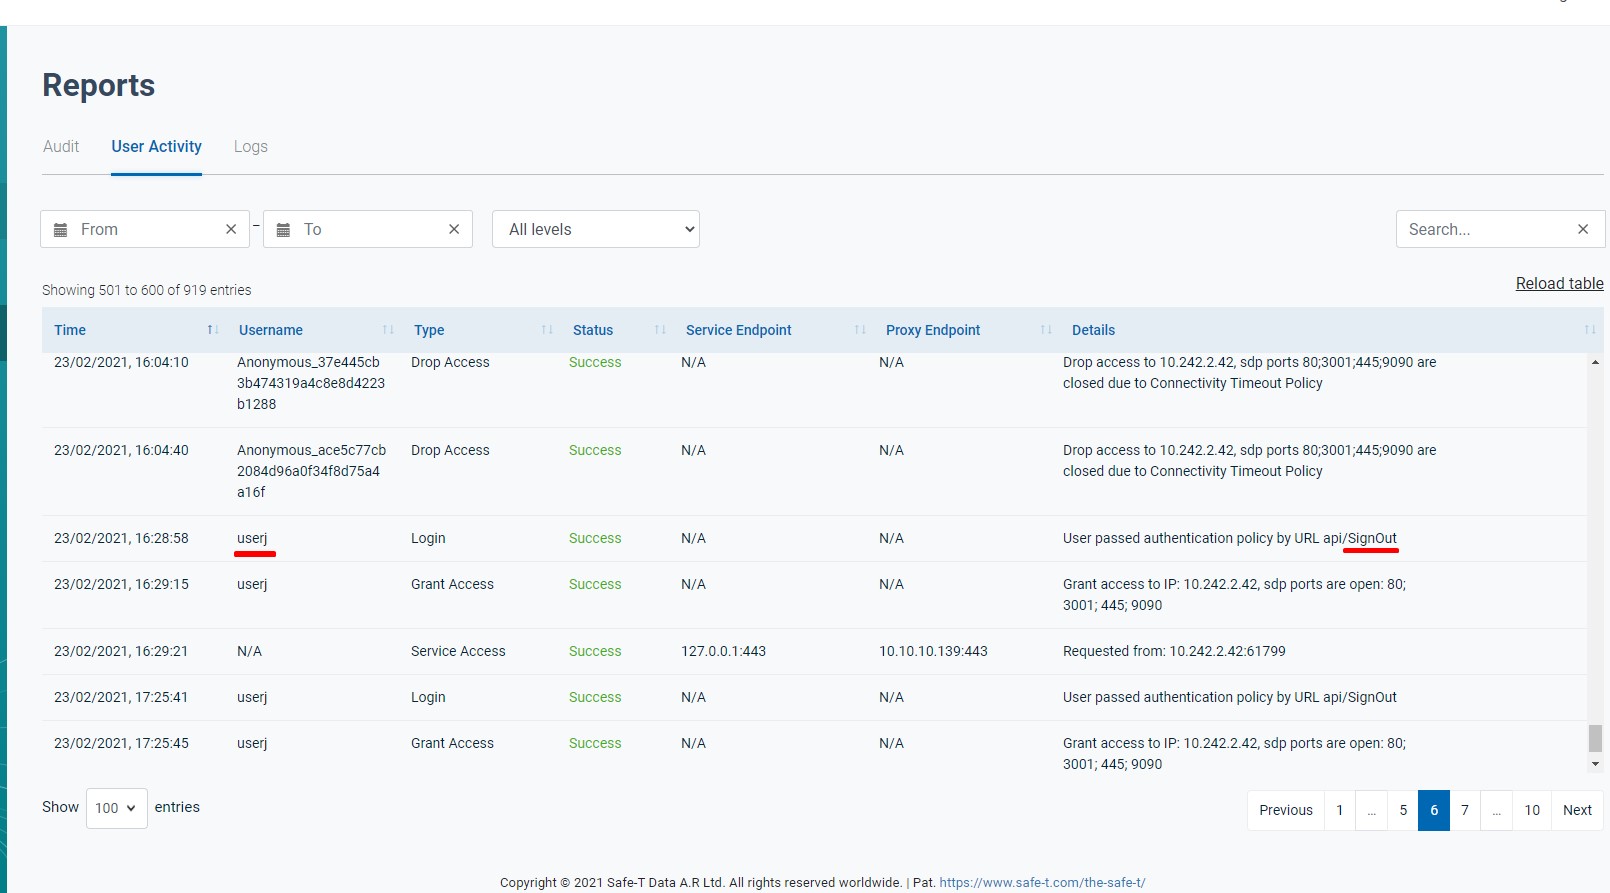 Reports
Audit User Activity Logs
From – To All levels Search...
Showing 501 to 600 of 919 entries Reload table
Time Username Type Status Service Endpoint Proxy Endpoint Details
23/02/2021, 16:04:10 Anonymous_37e445cb Drop Access Success N/A N/A Drop access to 10.242.2.42, sdp ports 80;3001;445;9090 are
3b474319a4c8e8d4223 closed due to Connectivity Timeout Policy
b1288
23/02/2021, 16:04:40 Anonymous_ace5c77cb Drop Access Success N/A N/A Drop access to 10.242.2.42, sdp ports 80;3001;445;9090 are
2084d96a0f34f8d75a4 closed due to Connectivity Timeout Policy
a16f
23/02/2021, 16:28:58 userj Login Success N/A N/A User passed authentication policy by URL api/SignOut
23/02/2021, 16:29:15 userj Grant Access Success N/A N/A Grant access to IP: 10.242.2.42, sdp ports are open: 80;
3001; 445; 9090
23/02/2021, 16:29:21 N/A Service Access Success 127.0.0.1:443 10.10.10.139:443 Requested from: 10.242.2.42:61799
23/02/2021, 17:25:41 userj Login Success N/A N/A User passed authentication policy by URL api/SignOut
23/02/2021, 17:25:45 userj Grant Access Success N/A N/A Grant access to IP: 10.242.2.42, sdp ports are open: 80;
3001; 445; 9090
Show 100 entries Previous 1 ... 5 6 7 ... 10 Next
Copyright © 2021 Safe-T Data A.R Ltd. All rights reserved worldwide. | Pat. https://www.safe-t.com/the-safe-t/